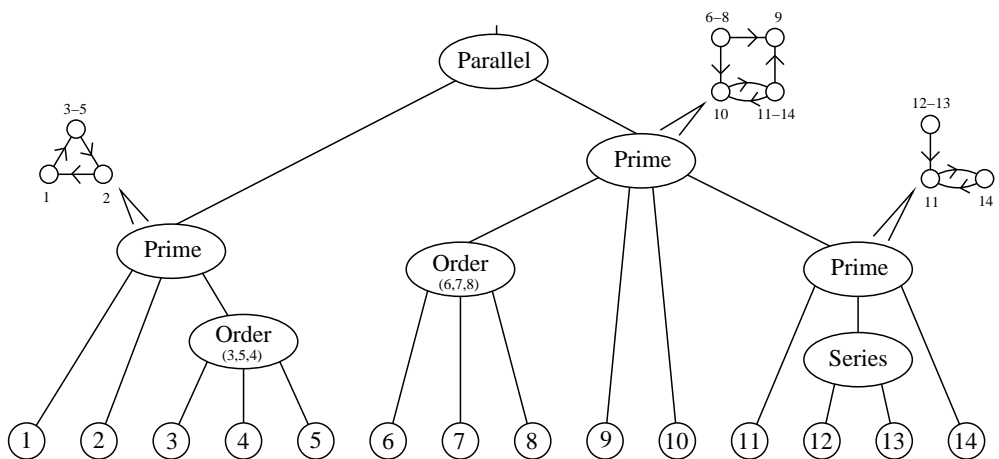 6–8 9
Parallel
12–13
3–5
10 11–14
Prime
1 2
11 14
Prime
Order
(6,7,8)
Prime
Order
(3,5,4)
Series
1 2 3 4 5 6 7 8 9 10 11 12 13 14